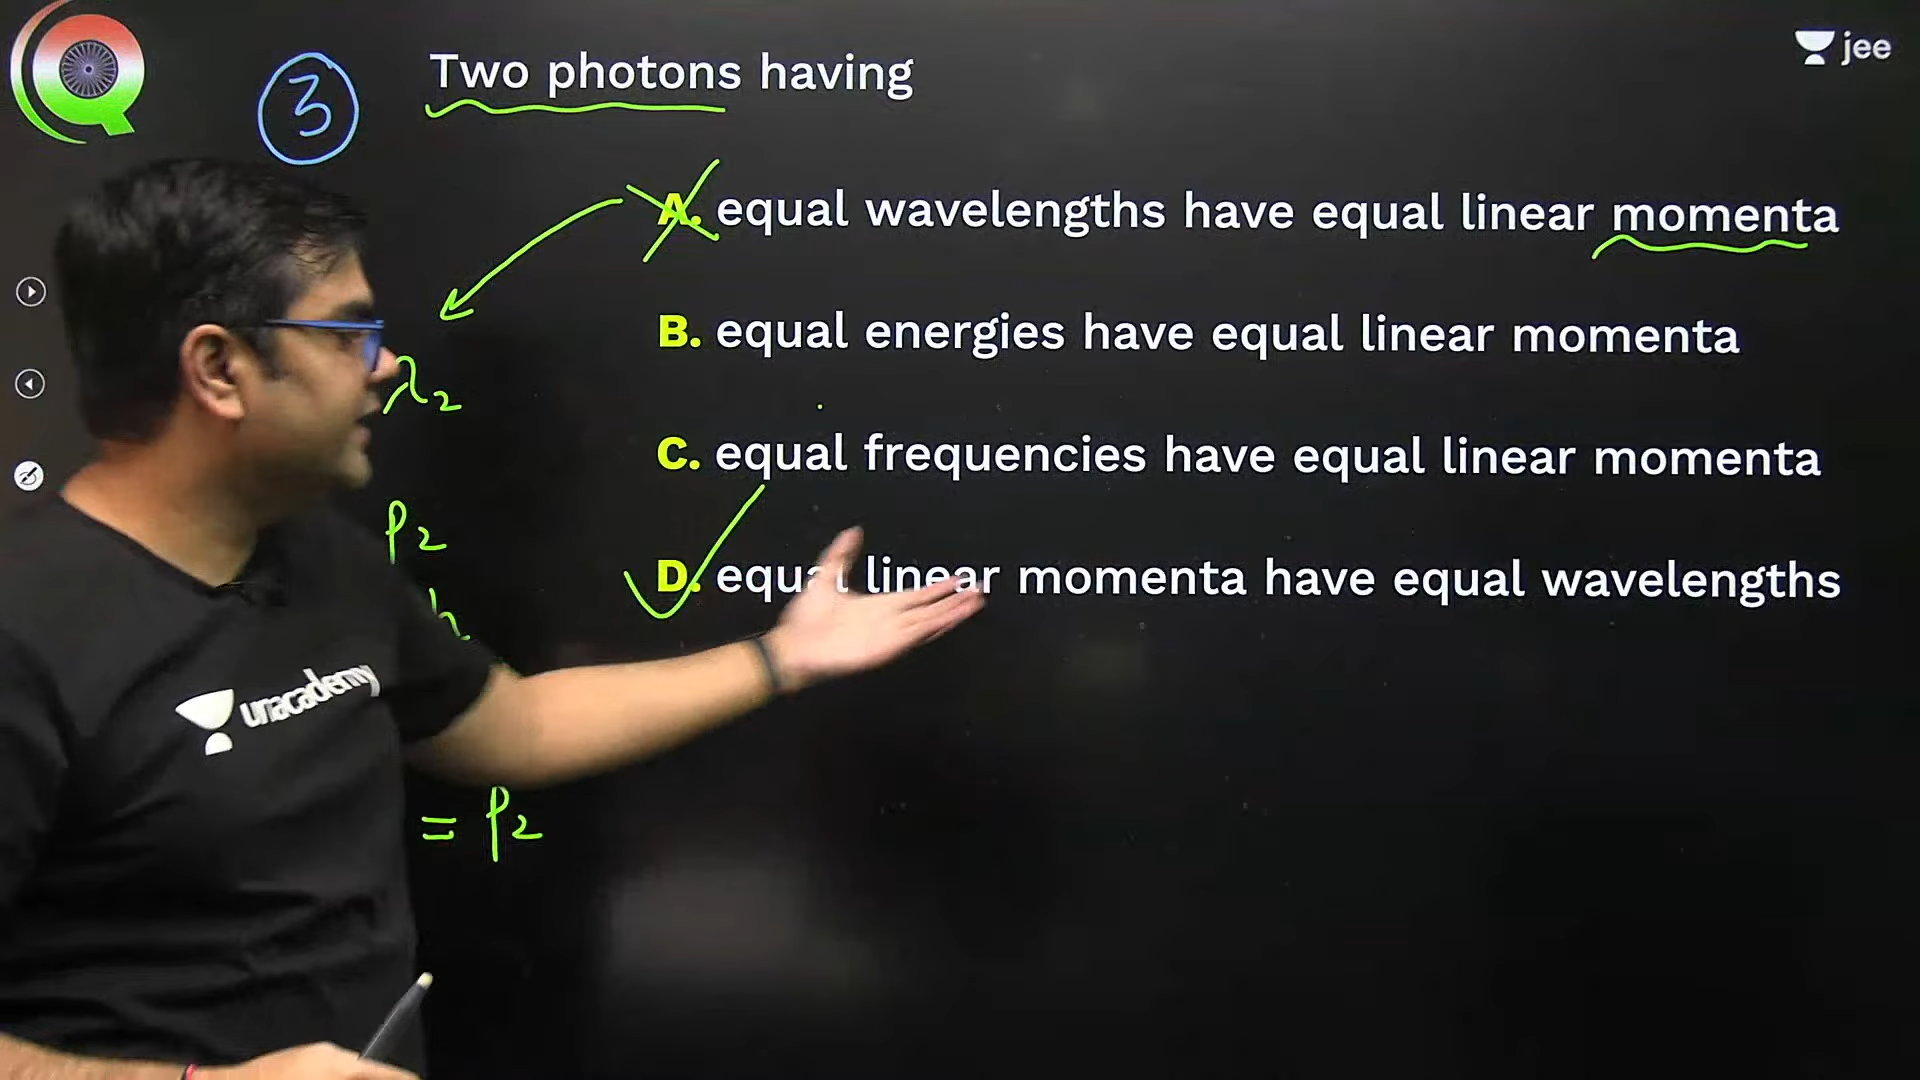 jee
3
Two photons having
A. equal wavelengths have equal linear momenta
B. equal energies have equal linear momenta
λ₂
C. equal frequencies have equal linear momenta
p₂
D. equal linear momenta have equal wavelengths
h
unacademy
= p₂